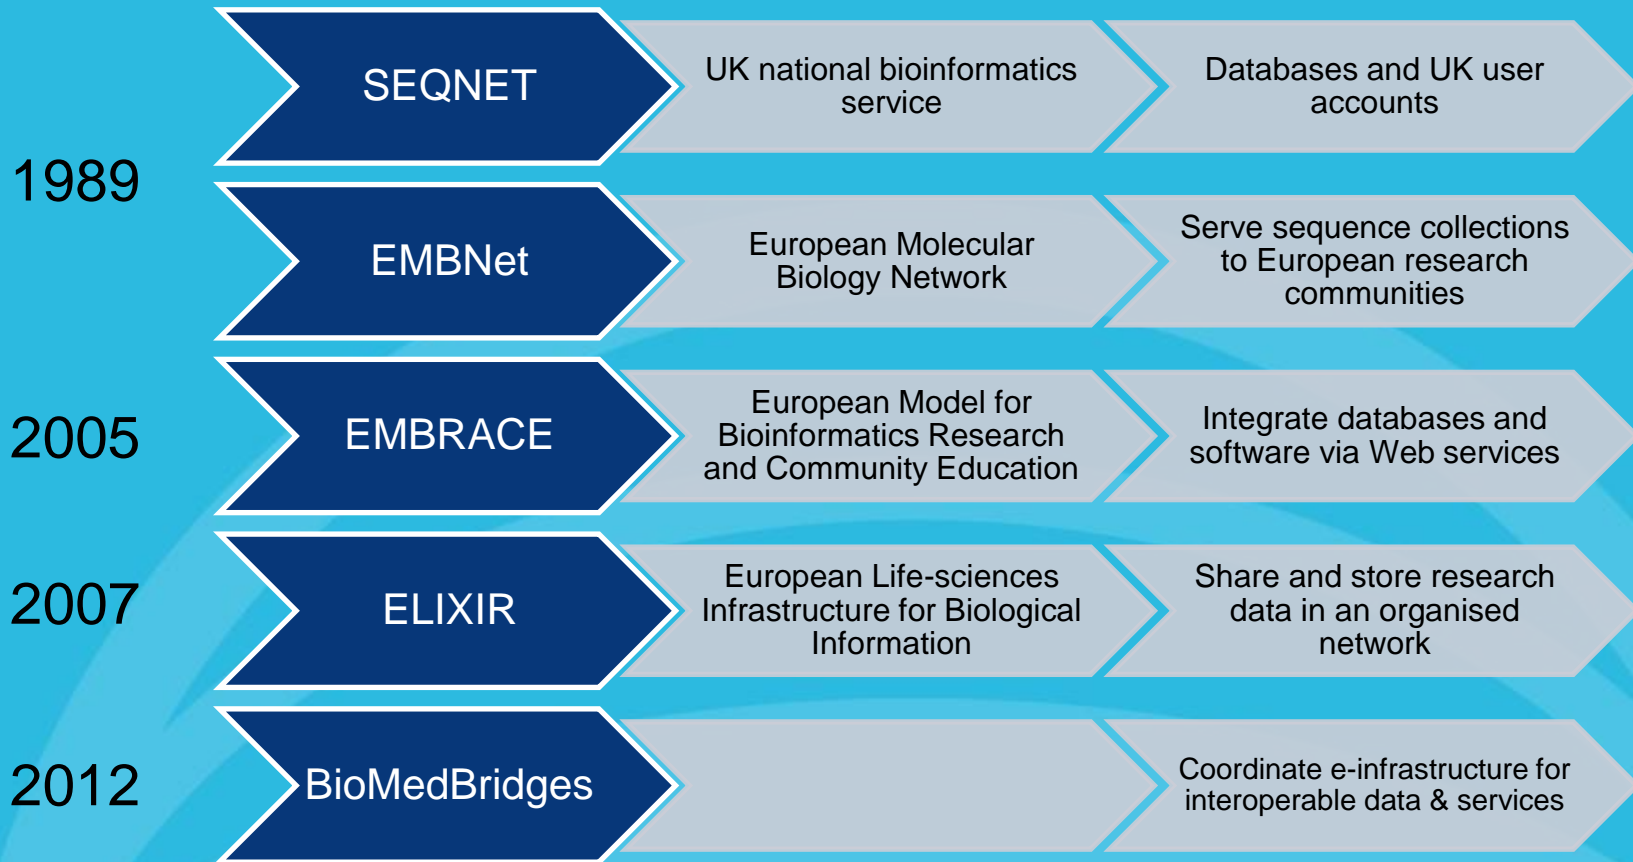 1989
SEQNET
UK national bioinformatics
service
Databases and UK user
accounts
EMBNet
European Molecular
Biology Network
Serve sequence collections
to European research
communities
2005
EMBRACE
European Model for
Bioinformatics Research
and Community Education
Integrate databases and
software via Web services
2007
ELIXIR
European Life-sciences
Infrastructure for Biological
Information
Share and store research
data in an organised
network
2012
BioMedBridges
Coordinate e-infrastructure for
interoperable data & services